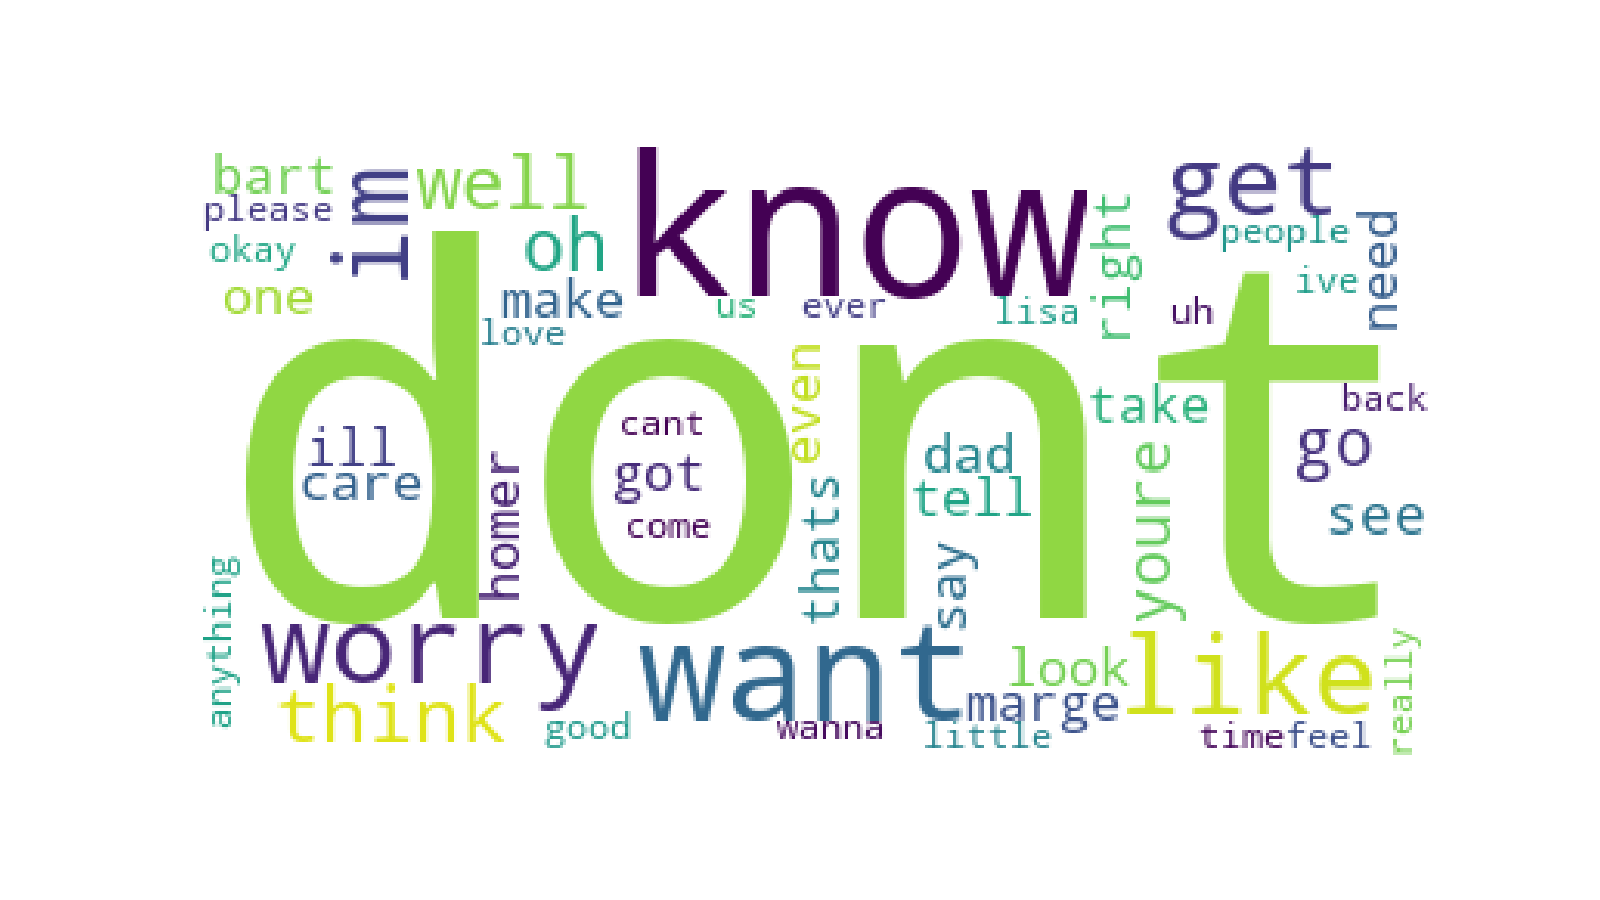 bart
please
okay
one
im
well
oh
make
love
know
us
ever
lisa
right
get
people
ive
uh
need
dont
ill
care
homer
cant
got
come
even
thats
dad
tell
say
take
youre
back
go
see
anything
worry
think
good
want
wanna
look
marge
little
like
time
feel
really